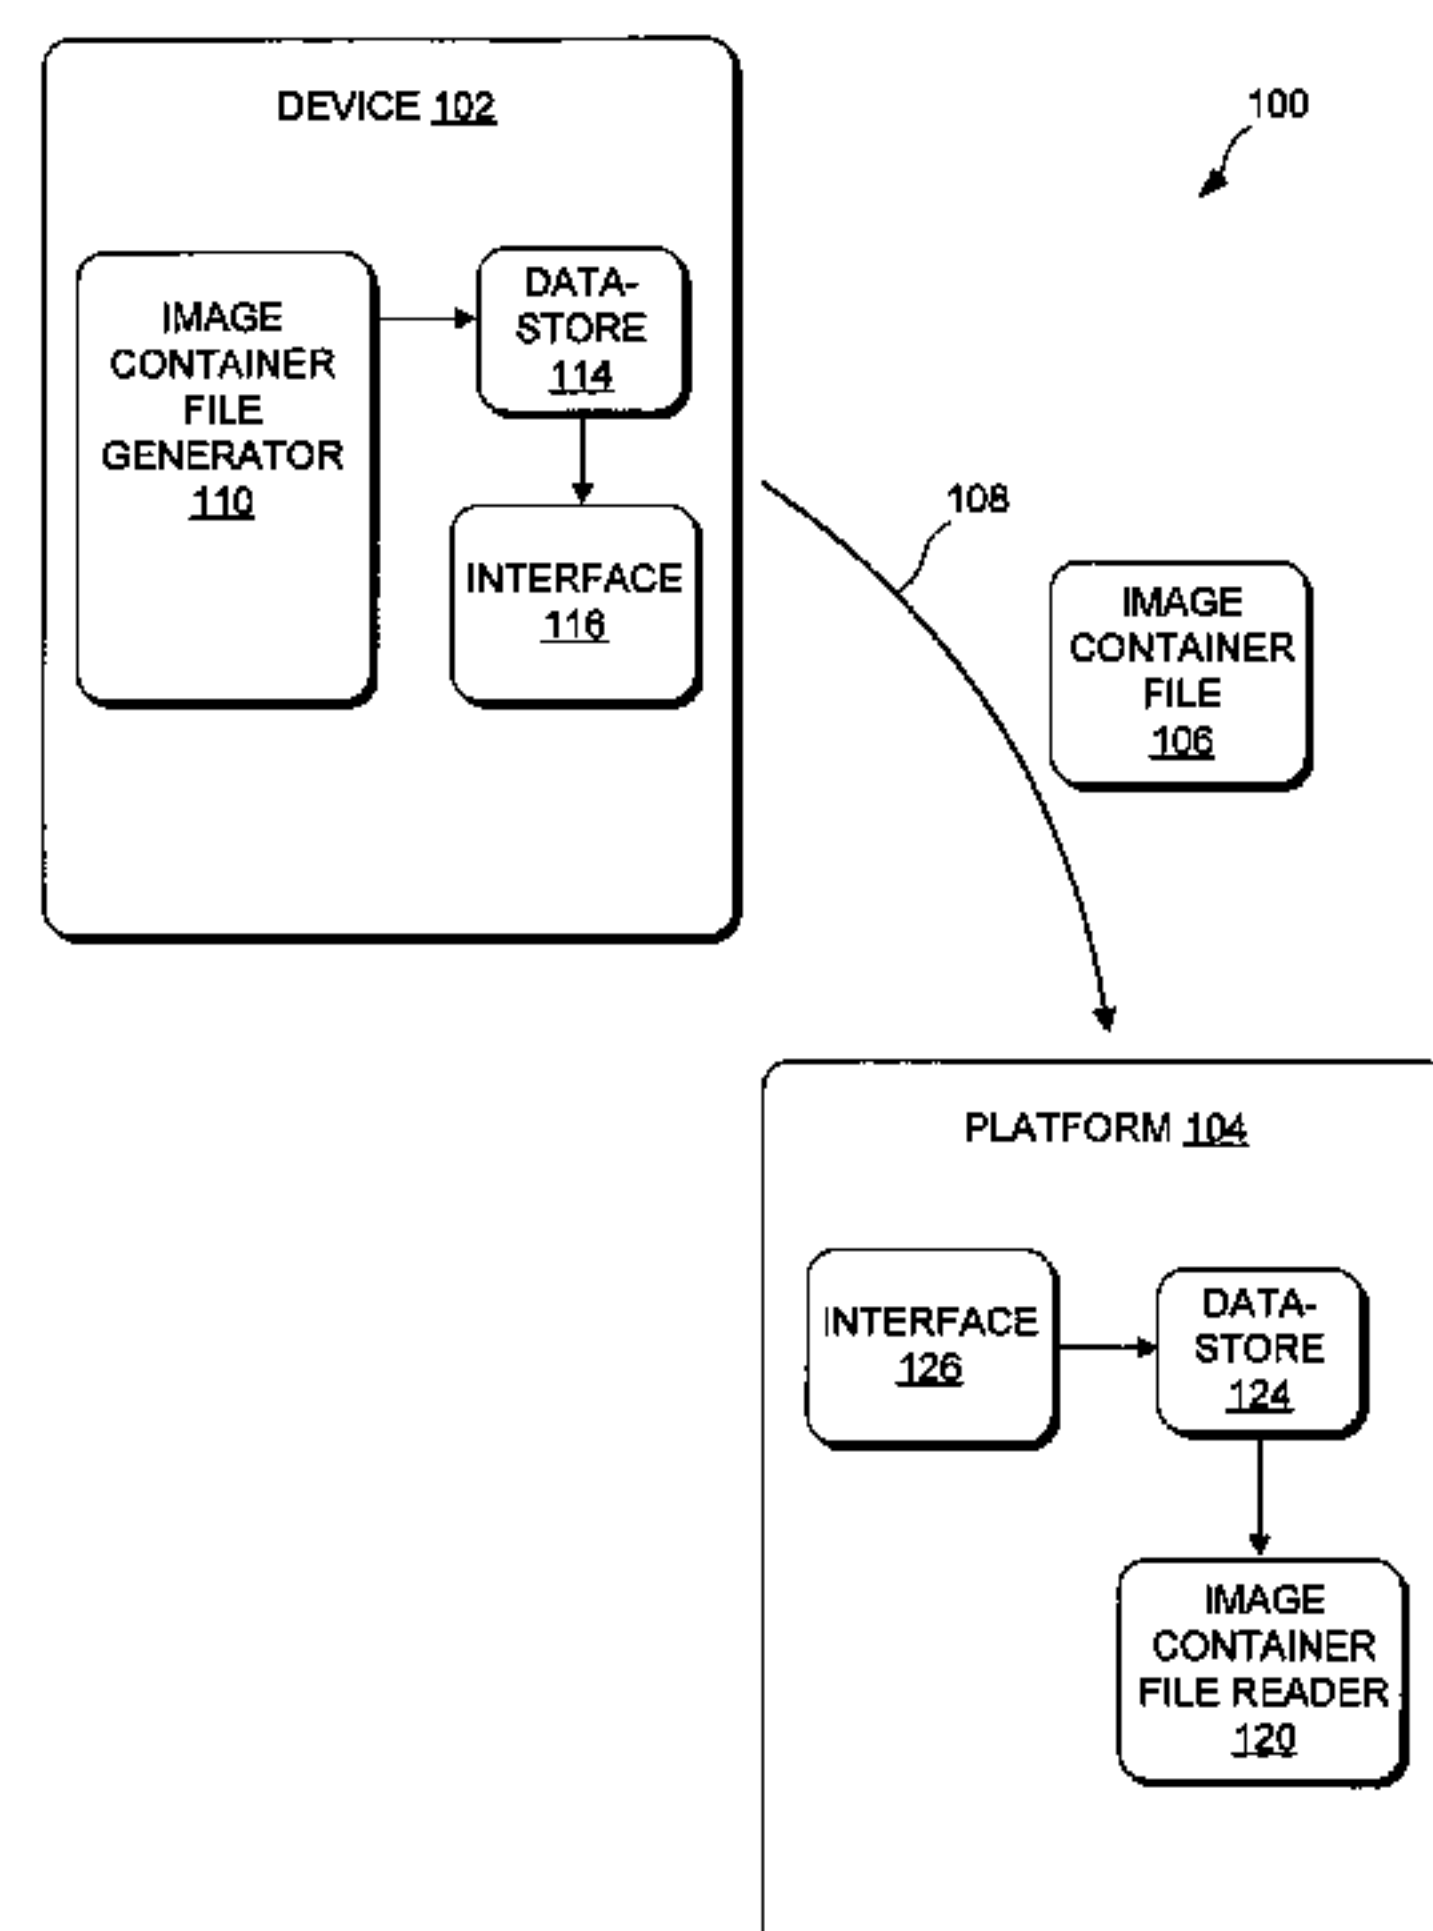 DEVICE 102
100
IMAGE
CONTAINER
FILE
GENERATOR
110
DATA-
STORE
114
INTERFACE
116
108
IMAGE
CONTAINER
FILE
106
PLATFORM 104
INTERFACE
126
DATA-
STORE
124
IMAGE
CONTAINER
FILE READER
120